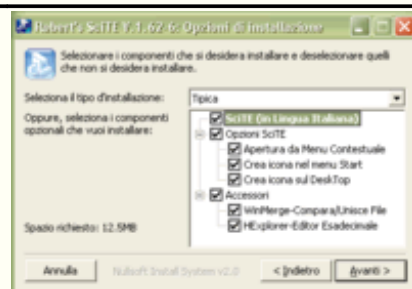 Robert's SciTE V.1.62-6: Opzioni di installazione
Selezionare i componenti che si desidera installare e deselezionare quelli
che non si desidera installare.
Seleziona il tipo d'installazione:
Tipica
Oppure, seleziona i componenti
opzionali che vuoi installare:
SciTE (in Lingua Italiana)
Opzioni SciTE
Apertura da Menu Contestuale
Crea icona nel menu Start
Crea icona sul DeskTop
Accessori
WinMerge-Compara/Unisce File
HExplorer-Editor Esadecimale
Spazio richiesto: 12.5MB
Annulla
Nullsoft Install System v2.0
< Indietro
Avanti >